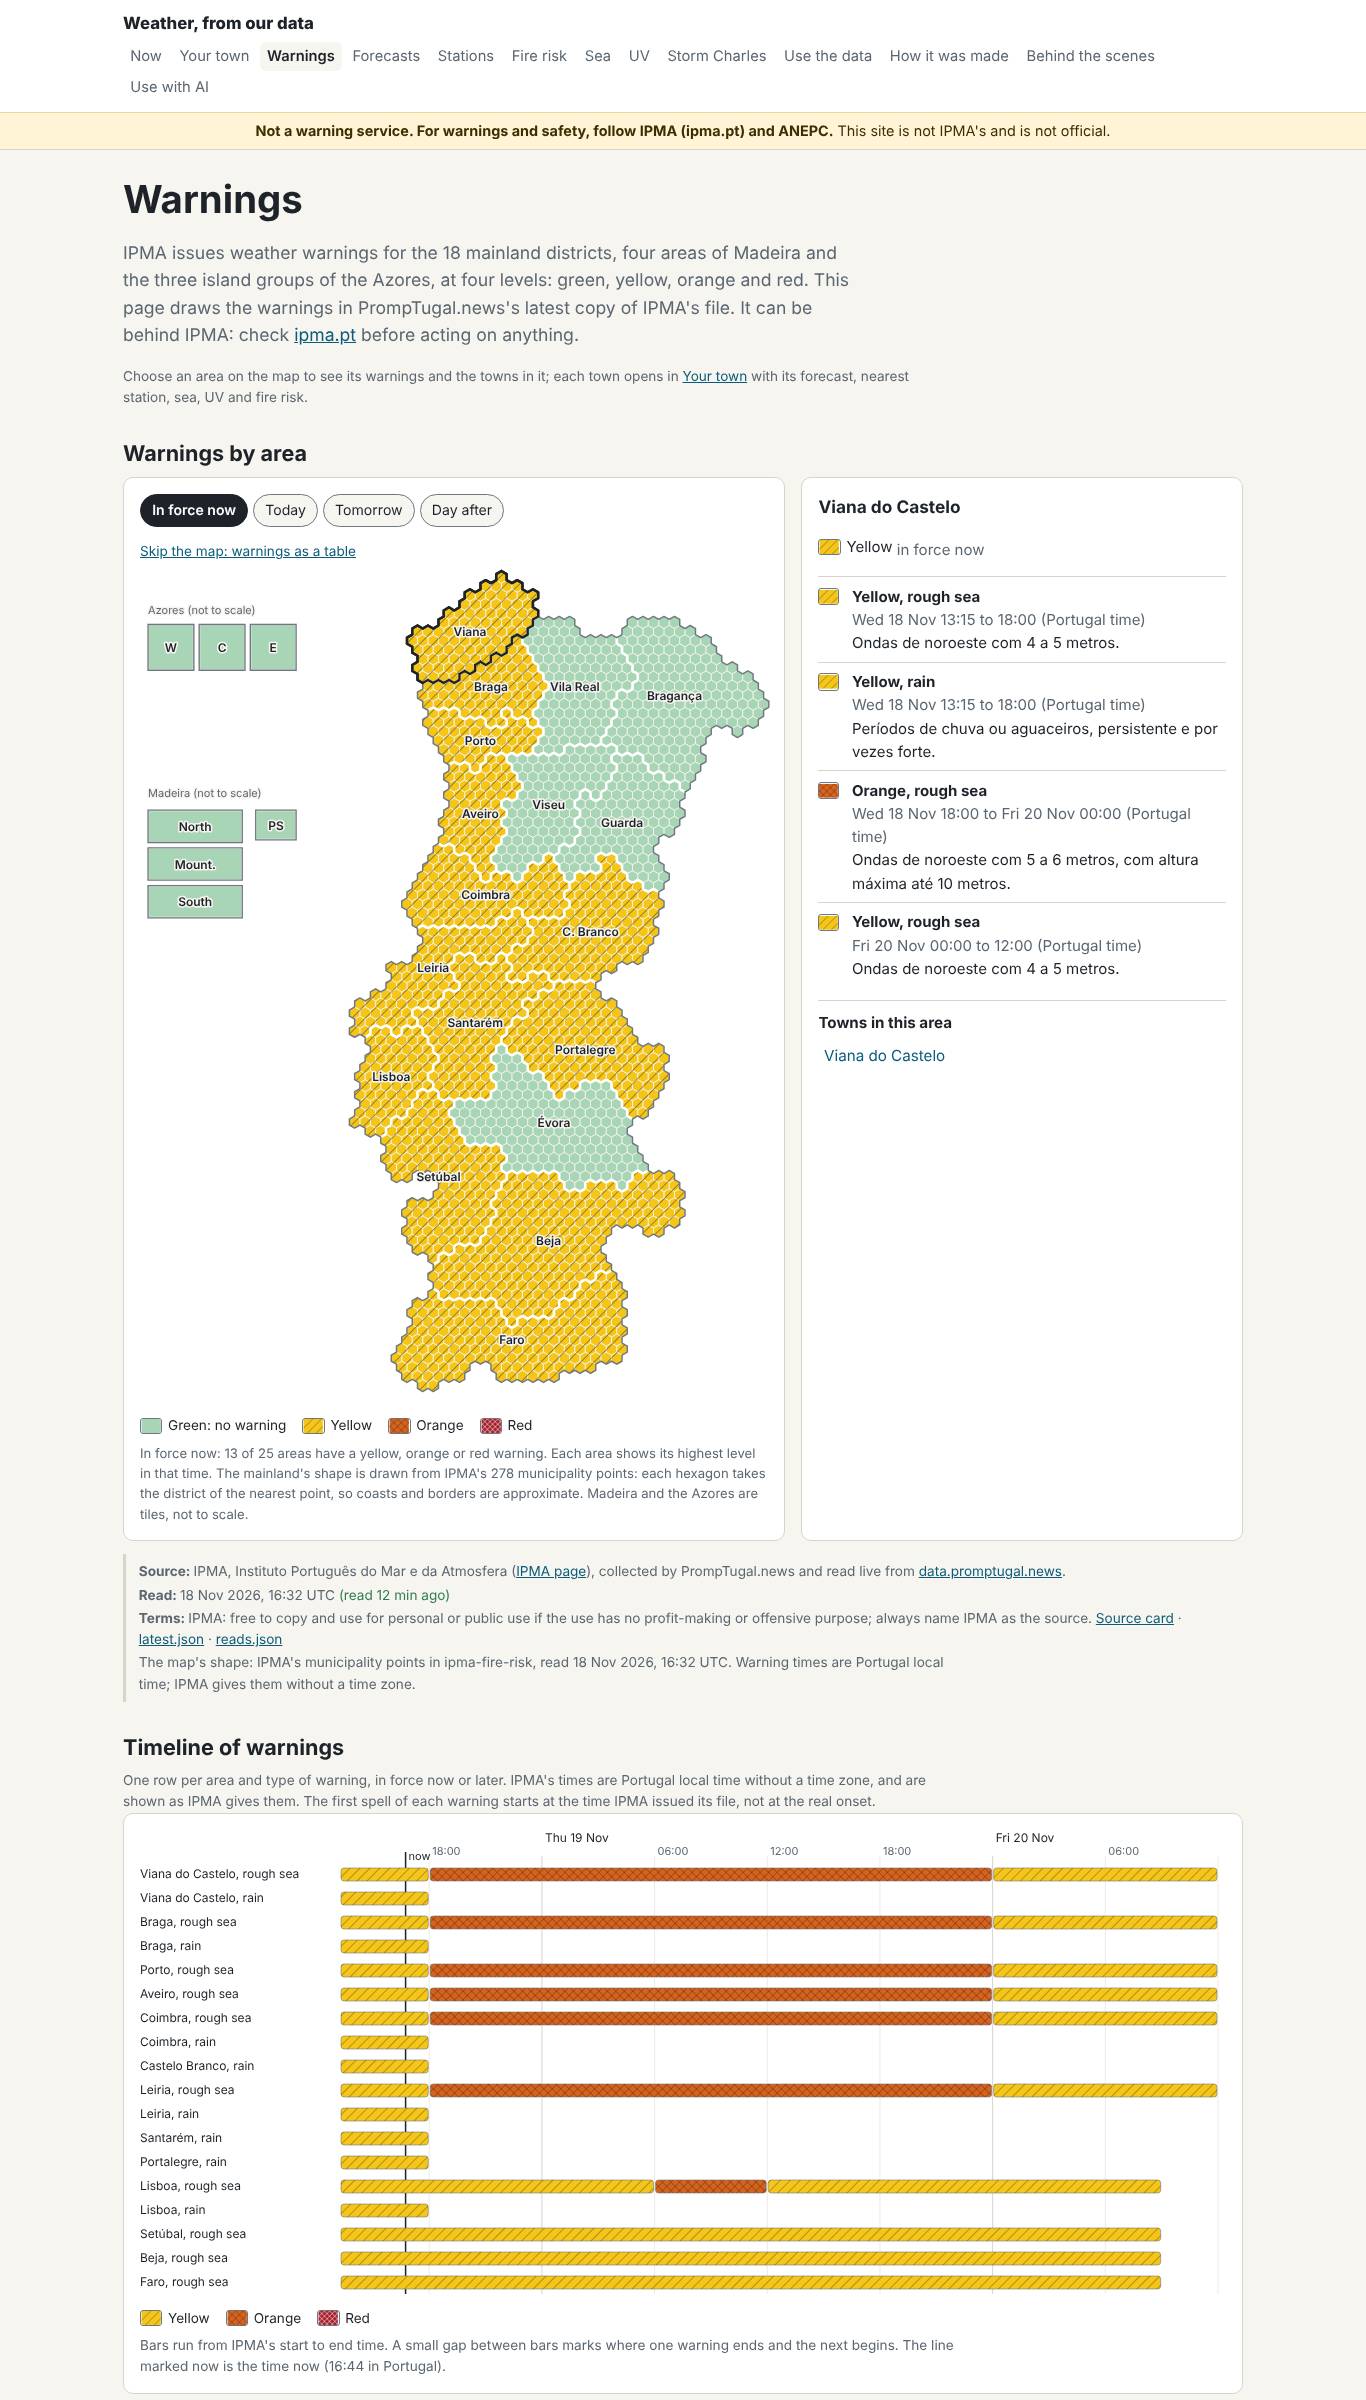 Weather, from our data
Now Your town Warnings Forecasts Stations Fire risk Sea UV Storm Charles Use the data How it was made Behind the scenes
Use with AI
Not a warning service. For warnings and safety, follow IPMA (ipma.pt) and ANEPC. This site is not IPMA's and is not official.
Warnings
IPMA issues weather warnings for the 18 mainland districts, four areas of Madeira and
the three island groups of the Azores, at four levels: green, yellow, orange and red. This
page draws the warnings in PrompTugal.news's latest copy of IPMA's file. It can be
behind IPMA: check ipma.pt before acting on anything.
Choose an area on the map to see its warnings and the towns in it; each town opens in Your town with its forecast, nearest
station, sea, UV and fire risk.
Warnings by area
In force now Today Tomorrow Day after
Skip the map: warnings as a table
Azores (not to scale)
W C E
Madeira (not to scale)
North PS
Mount.
South
Viana
Braga
Vila Real
Bragança
Porto
Aveiro
Viseu
Guarda
Coimbra
C. Branco
Leiria
Santarém
Portalegre
Lisboa
Évora
Setúbal
Beja
Faro
Green: no warning Yellow Orange Red
In force now: 13 of 25 areas have a yellow, orange or red warning. Each area shows its highest level
in that time. The mainland's shape is drawn from IPMA's 278 municipality points: each hexagon takes
the district of the nearest point, so coasts and borders are approximate. Madeira and the Azores are
tiles, not to scale.
Viana do Castelo
Yellow in force now
Yellow, rough sea
Wed 18 Nov 13:15 to 18:00 (Portugal time)
Ondas de noroeste com 4 a 5 metros.
Yellow, rain
Wed 18 Nov 13:15 to 18:00 (Portugal time)
Períodos de chuva ou aguaceiros, persistente e por
vezes forte.
Orange, rough sea
Wed 18 Nov 18:00 to Fri 20 Nov 00:00 (Portugal
time)
Ondas de noroeste com 5 a 6 metros, com altura
máxima até 10 metros.
Yellow, rough sea
Fri 20 Nov 00:00 to 12:00 (Portugal time)
Ondas de noroeste com 4 a 5 metros.
Towns in this area
Viana do Castelo
Source: IPMA, Instituto Português do Mar e da Atmosfera (IPMA page), collected by PrompTugal.news and read live from data.promptugal.news.
Read: 18 Nov 2026, 16:32 UTC (read 12 min ago)
Terms: IPMA: free to copy and use for personal or public use if the use has no profit-making or offensive purpose; always name IPMA as the source. Source card ·
latest.json · reads.json
The map's shape: IPMA's municipality points in ipma-fire-risk, read 18 Nov 2026, 16:32 UTC. Warning times are Portugal local
time; IPMA gives them without a time zone.
Timeline of warnings
One row per area and type of warning, in force now or later. IPMA's times are Portugal local time without a time zone, and are
shown as IPMA gives them. The first spell of each warning starts at the time IPMA issued its file, not at the real onset.
Thu 19 Nov Fri 20 Nov
now 18:00 06:00 12:00 18:00 06:00
Viana do Castelo, rough sea
Viana do Castelo, rain
Braga, rough sea
Braga, rain
Porto, rough sea
Aveiro, rough sea
Coimbra, rough sea
Coimbra, rain
Castelo Branco, rain
Leiria, rough sea
Leiria, rain
Santarém, rain
Portalegre, rain
Lisboa, rough sea
Lisboa, rain
Setúbal, rough sea
Beja, rough sea
Faro, rough sea
Yellow Orange Red
Bars run from IPMA's start to end time. A small gap between bars marks where one warning ends and the next begins. The line
marked now is the time now (16:44 in Portugal).